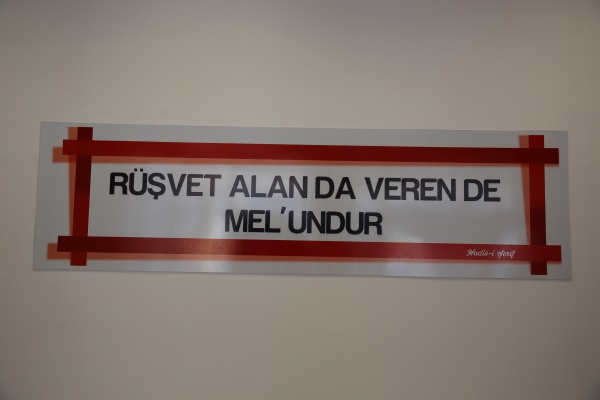 RÜŞVET ALAN DA VEREN DE
MEL'UNDUR
Hadis-i Şerif